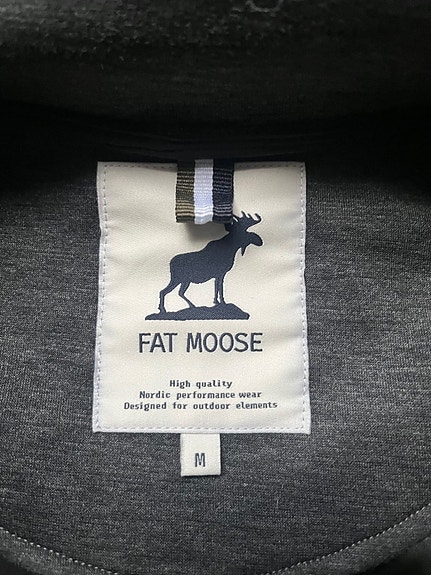 FAT MOOSE
High quality
Nordic performance wear
Designed for outdoor elements
M